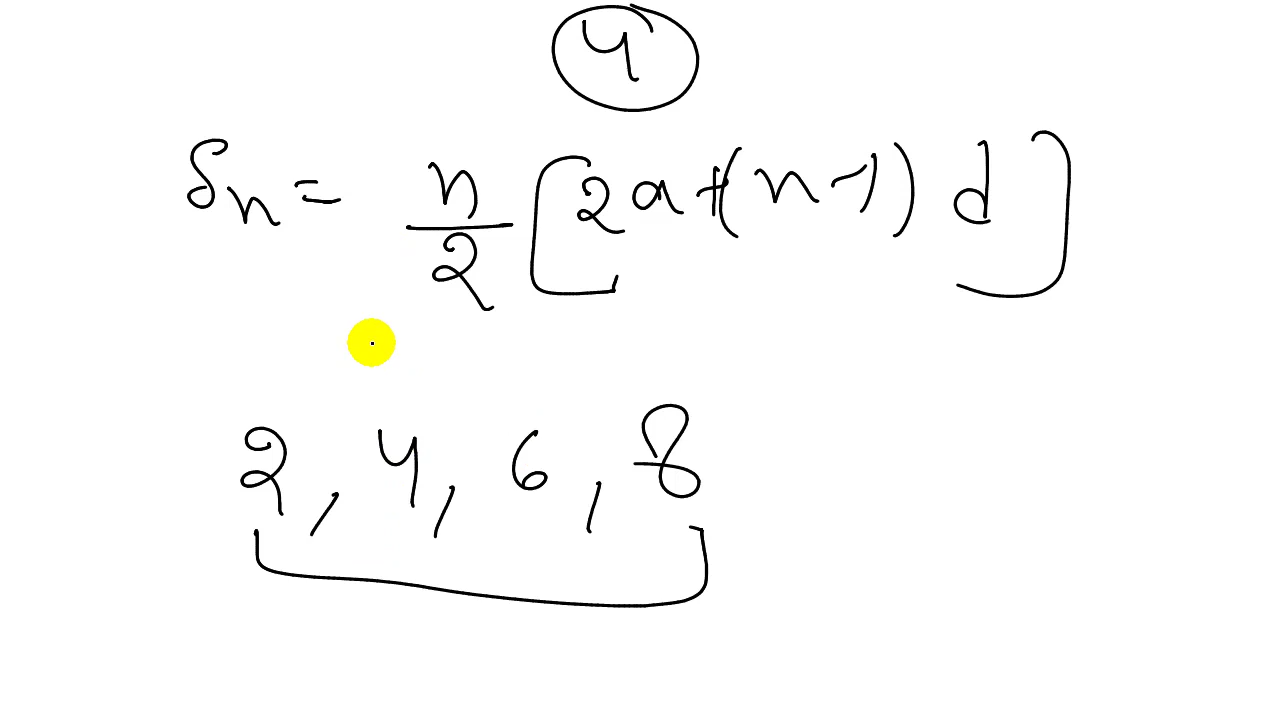 4
Sn = n/2 [2a+(n-1) d]
2, 4, 6, 8